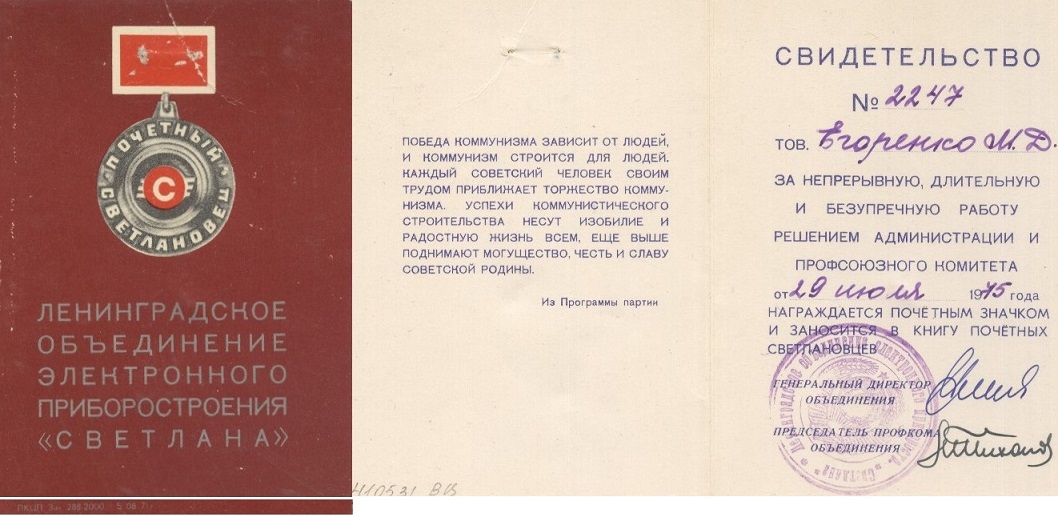 ПОЧЕТНЫЙ
СВЕТЛАНОВЕЦ
С
ЛЕНИНГРАДСКОЕ
ОБЪЕДИНЕНИЕ
ЭЛЕКТРОННОГО
ПРИБОРОСТРОЕНИЯ
«СВЕТЛАНА»
ПОБЕДА КОММУНИЗМА ЗАВИСИТ ОТ ЛЮДЕЙ,
И КОММУНИЗМ СТРОИТСЯ ДЛЯ ЛЮДЕЙ.
КАЖДЫЙ СОВЕТСКИЙ ЧЕЛОВЕК СВОИМ
ТРУДОМ ПРИБЛИЖАЕТ ТОРЖЕСТВО КОММУ-
НИЗМА. УСПЕХИ КОММУНИСТИЧЕСКОГО
СТРОИТЕЛЬСТВА НЕСУТ ИЗОБИЛИЕ И
РАДОСТНУЮ ЖИЗНЬ ВСЕМ, ЕЩЕ ВЫШЕ
ПОДНИМАЮТ МОГУЩЕСТВО, ЧЕСТЬ И СЛАВУ
СОВЕТСКОЙ РОДИНЫ.
Из Программы партии
СВИДЕТЕЛЬСТВО
№ 2247
ТОВ. Егоренко М.Д.
ЗА НЕПРЕРЫВНУЮ, ДЛИТЕЛЬНУЮ
И БЕЗУПРЕЧНУЮ РАБОТУ
РЕШЕНИЕМ АДМИНИСТРАЦИИ И
ПРОФСОЮЗНОГО КОМИТЕТА
от 29 июля 1975 года
НАГРАЖДАЕТСЯ ПОЧЁТНЫМ ЗНАЧКОМ
И ЗАНОСИТСЯ В КНИГУ ПОЧЁТНЫХ
СВЕТЛАНОВЦЕВ
ГЕНЕРАЛЬНЫЙ ДИРЕКТОР
ОБЪЕДИНЕНИЯ
ПРЕДСЕДАТЕЛЬ ПРОФКОМА
ОБЪЕДИНЕНИЯ